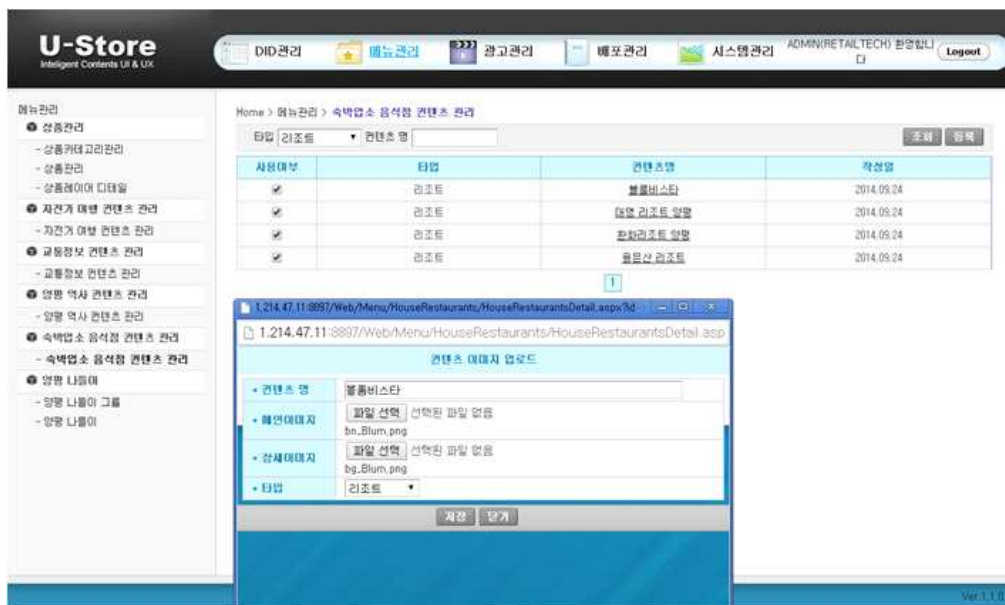 U-Store
Inteligent Contents UI & UX
DID관리
메뉴관리
광고관리
배포관리
시스템관리
ADMIN(RETAILTECH) 환영합니다
Logout
메뉴관리
상품관리
- 상품카테고리관리
- 상품관리
- 상품레이어 디테일
자전거 여행 컨텐츠 관리
- 자전거 여행 컨텐츠 관리
교통정보 컨텐츠 관리
- 교통정보 컨텐츠 관리
양평 역사 컨텐츠 관리
- 양평 역사 컨텐츠 관리
숙박업소 음식점 컨텐츠 관리
- 숙박업소 음식점 컨텐츠 관리
양평 나들이
- 양평 나들이 그룹
- 양평 나들이
Home > 메뉴관리 > 숙박업소 음식점 컨텐츠 관리
타입 리조트 컨텐츠 명
조회 등록
사용여부 타입 컨텐츠명 작성일
리조트 블룸비스타 2014.09.24
리조트 대명 리조트 양평 2014.09.24
리조트 한화리조트 양평 2014.09.24
리조트 용문산 리조트 2014.09.24
1
1.214.47.11:8897/Web/Menu/HouseRestaurants/HouseRestaurantsDetail.aspx?Id
1.214.47.11:8897/Web/Menu/HouseRestaurants/HouseRestaurantsDetail.asp
컨텐츠 이미지 업로드
컨텐츠 명 블룸비스타
메인이미지 파일 선택 선택된 파일 없음
bn_Blum.png
상세이미지 파일 선택 선택된 파일 없음
bg_Blum.png
타입 리조트
저장 닫기